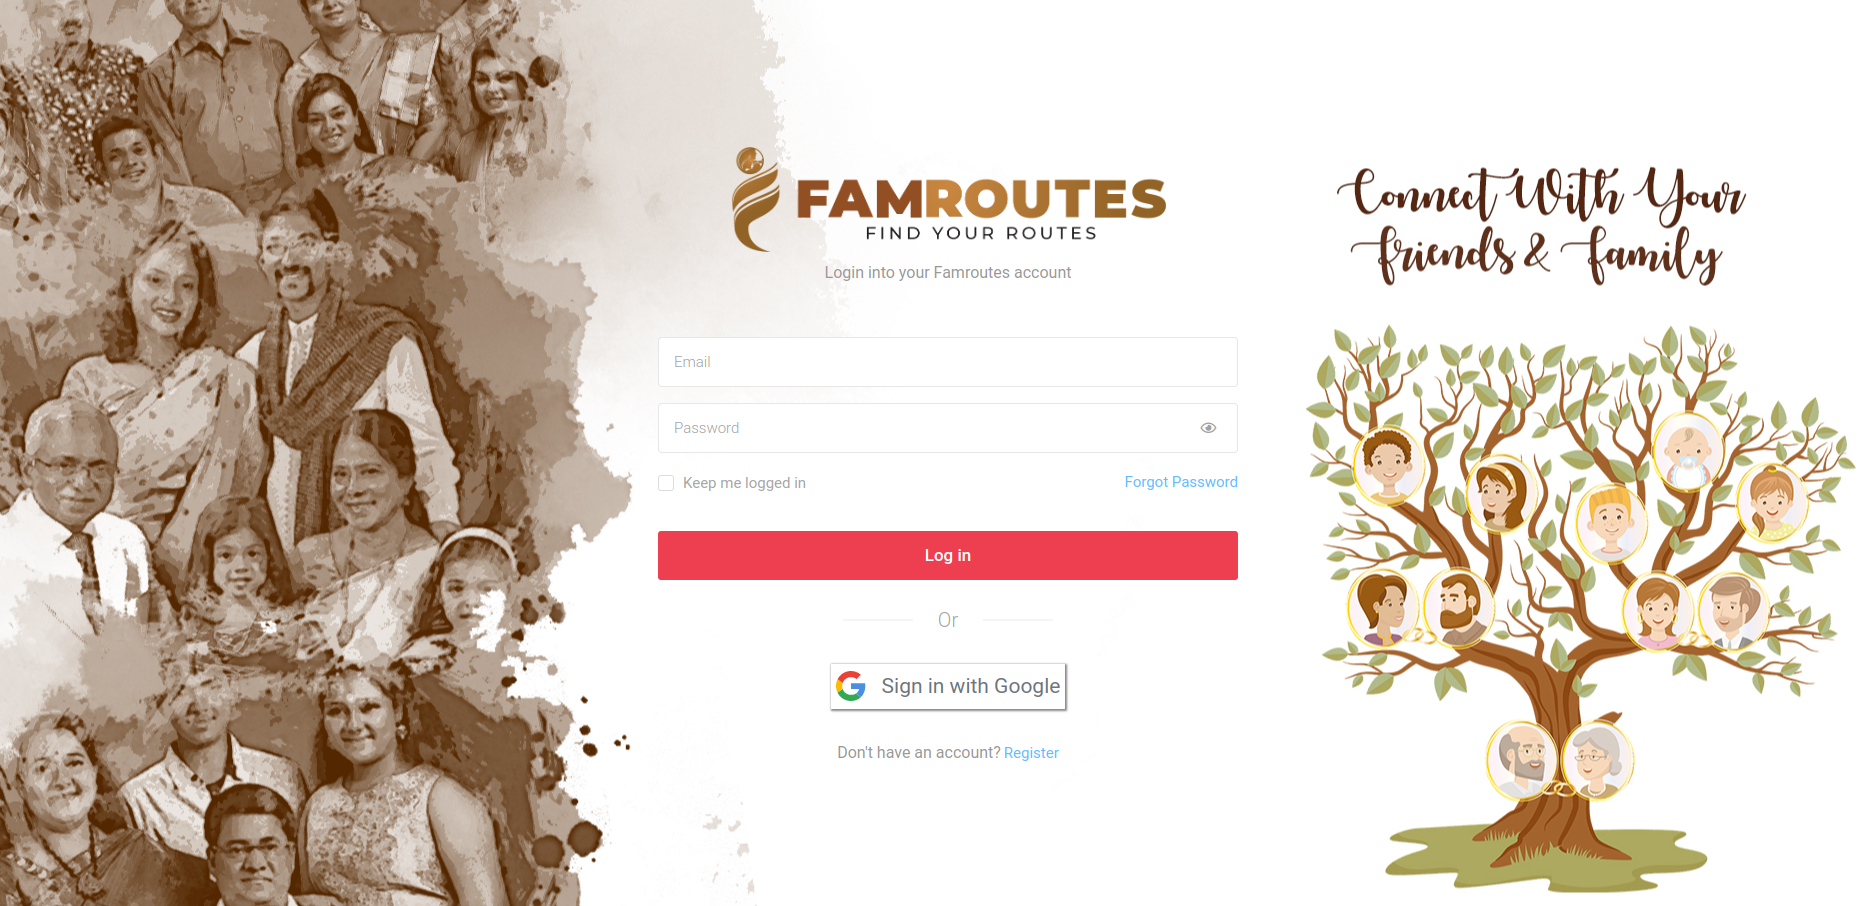 FAMROUTES
FIND YOUR ROUTES
Login into your Famroutes account
Email
Password
Keep me logged in
Forgot Password
Log in
Or
Sign in with Google
Don't have an account? Register
Connect With Your
Friends & Family